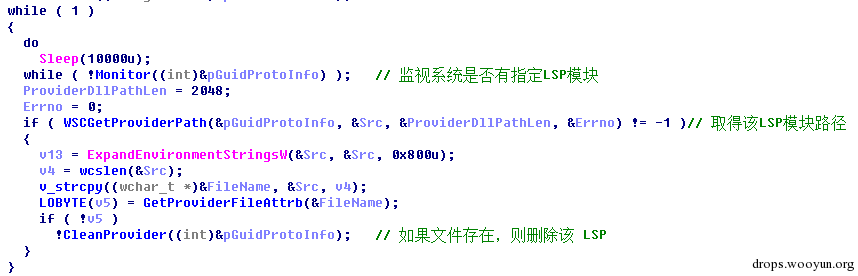 while ( 1 )
{
do
Sleep(10000u);
while ( !Monitor((int)&pGuidProtoInfo) ); // 监视系统是否有指定LSP模块
ProviderDllPathLen = 2048;
Errno = 0;
if ( WSCGetProviderPath(&pGuidProtoInfo, &Src, &ProviderDllPathLen, &Errno) != -1 )// 取得该LSP模块路径
{
v13 = ExpandEnvironmentStringsW(&Src, &Src, 0x800u);
v4 = wcslen(&Src);
v_strcpy((wchar_t *)&FileName, &Src, v4);
LOBYTE(v5) = GetProviderFileAttrb(&FileName);
if ( !v5 )
!CleanProvider((int)&pGuidProtoInfo); // 如果文件存在，则删除该 LSP
}
}
drops.wooyun.org